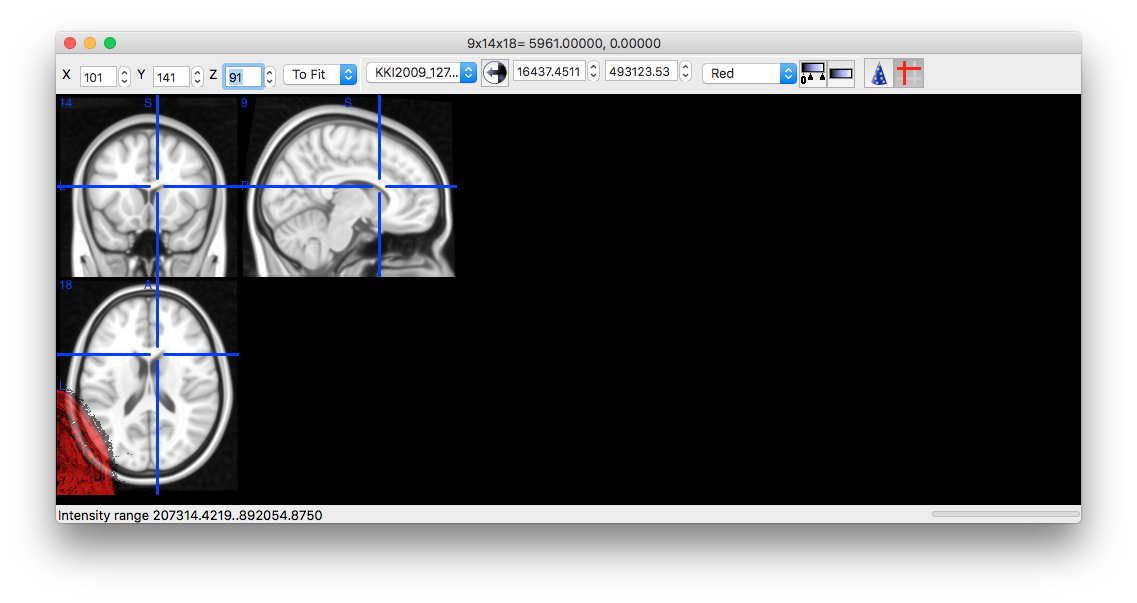 9x14x18= 5961.00000, 0.00000
X 101 Y 141 Z 91 To Fit KKI2009_127... 16437.4511 493123.53 Red 0
14 S 9 S
L P
18 A
L
Intensity range 207314.4219..892054.8750